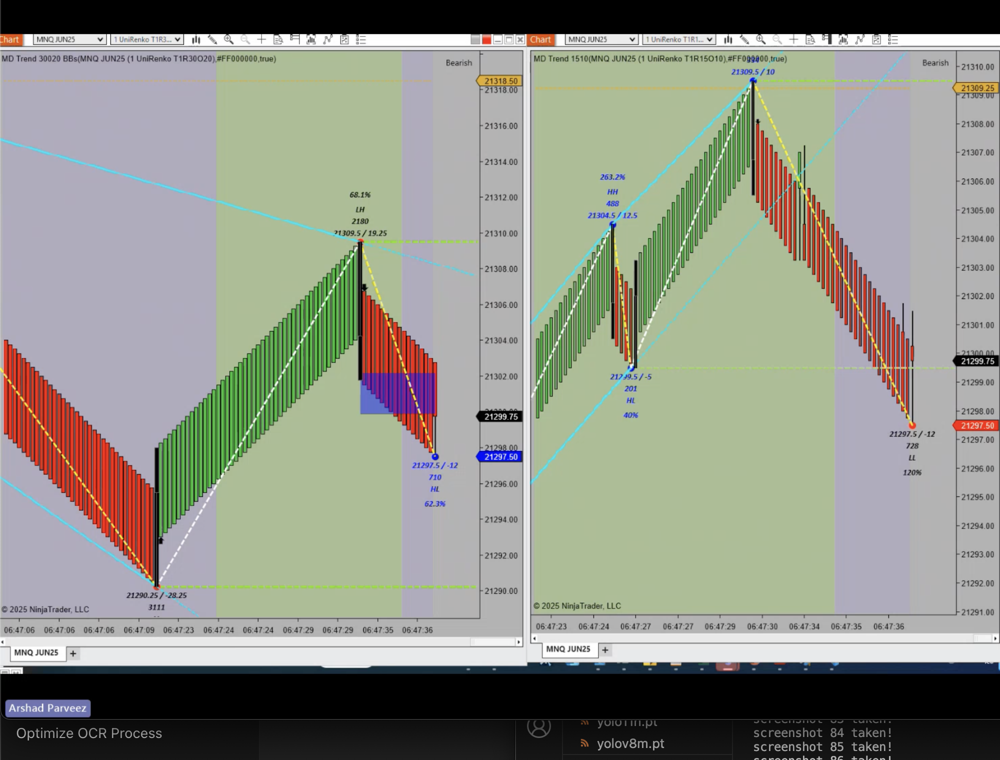 Chart
MNQ JUN25
1 UniRenko T1R3...
MD Trend 30020 BBs(MNQ JUN25 (1 UniRenko T1R30O20),#FF000000,true)
Bearish
21318.50
21318.00
21316.00
21314.00
21312.00
21310.00
21308.00
21306.00
21304.00
21302.00
21299.75
21298.00
21297.50
21296.00
21294.00
21292.00
21290.00
68.1%
LH
2180
21309.5 / 19.25
21297.5 / -12
710
HL
62.3%
21290.25 / -28.25
3111
© 2025 NinjaTrader, LLC
06:47:06 06:47:06 06:47:06 06:47:09 06:47:23 06:47:24 06:47:24 06:47:29 06:47:35 06:47:36
MNQ JUN25
+
Chart
MNQ JUN25
1 UniRenko T1R1...
MD Trend 1510(MNQ JUN25 (1 UniRenko T1R15O10),#FF000000,true)
Bearish
21310.00
21309.25
21308.00
21307.00
21306.00
21305.00
21304.00
21303.00
21302.00
21301.00
21300.00
21299.75
21299.00
21298.00
21297.50
21297.00
21296.00
21295.00
21294.00
21293.00
21292.00
21291.00
21309.5 / 10
263.2%
HH
488
21304.5 / 12.5
21299.5 / -5
201
HL
40%
21297.5 / -12
728
LL
120%
© 2025 NinjaTrader, LLC
06:47:23 06:47:24 06:47:27 06:47:27 06:47:30 06:47:34 06:47:36
MNQ JUN25
+
Arshad Parveez
Optimize OCR Process
yolo11n.pt
yolov8m.pt
screenshot 83 taken!
screenshot 84 taken!
screenshot 85 taken!
screenshot 86 taken!